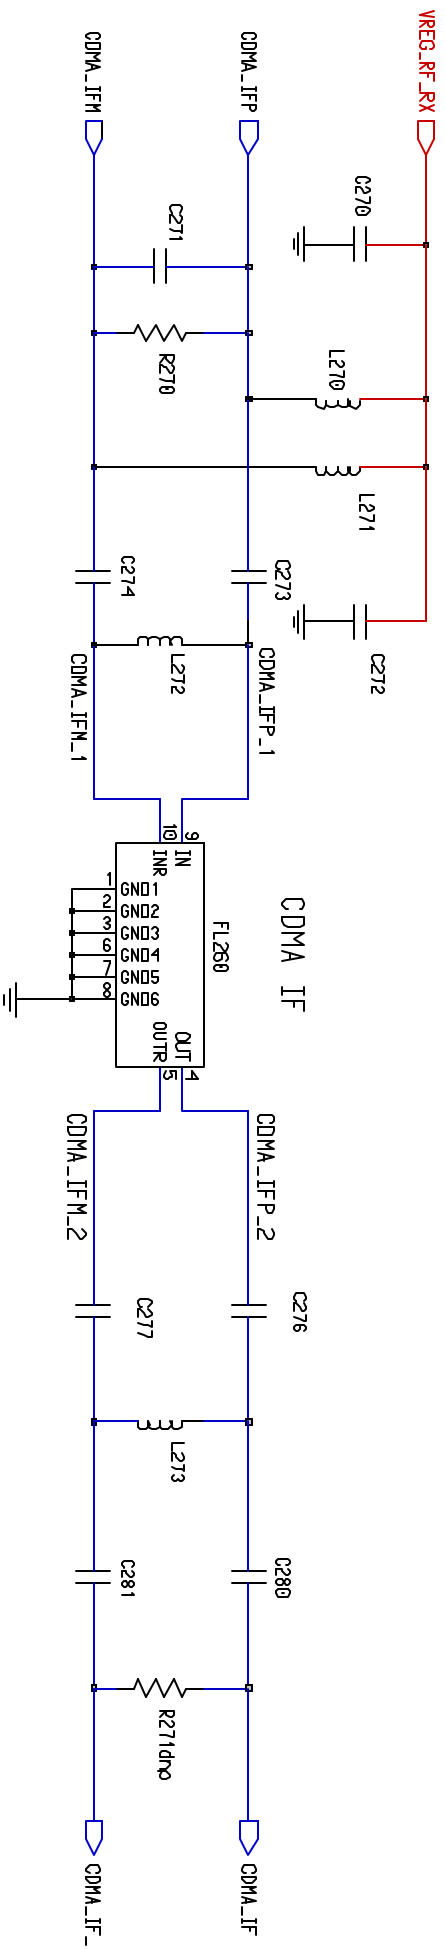 VREG_RF_RX
CDMA_IFP
CDMA_IFM
C270
C271
R270
L270
L271
C272
C273
C274
L272
CDMA_IFP_1
CDMA_IFM_1
CDMA IF
FL260
9
IN
10
INR
1
GND1
2
GND2
3
GND3
6
GND4
7
GND5
8
GND6
OUT
4
OUTR
5
CDMA_IFP_2
CDMA_IFM_2
C276
C277
L273
C280
C281
R271dnp
CDMA_IF
CDMA_IF_